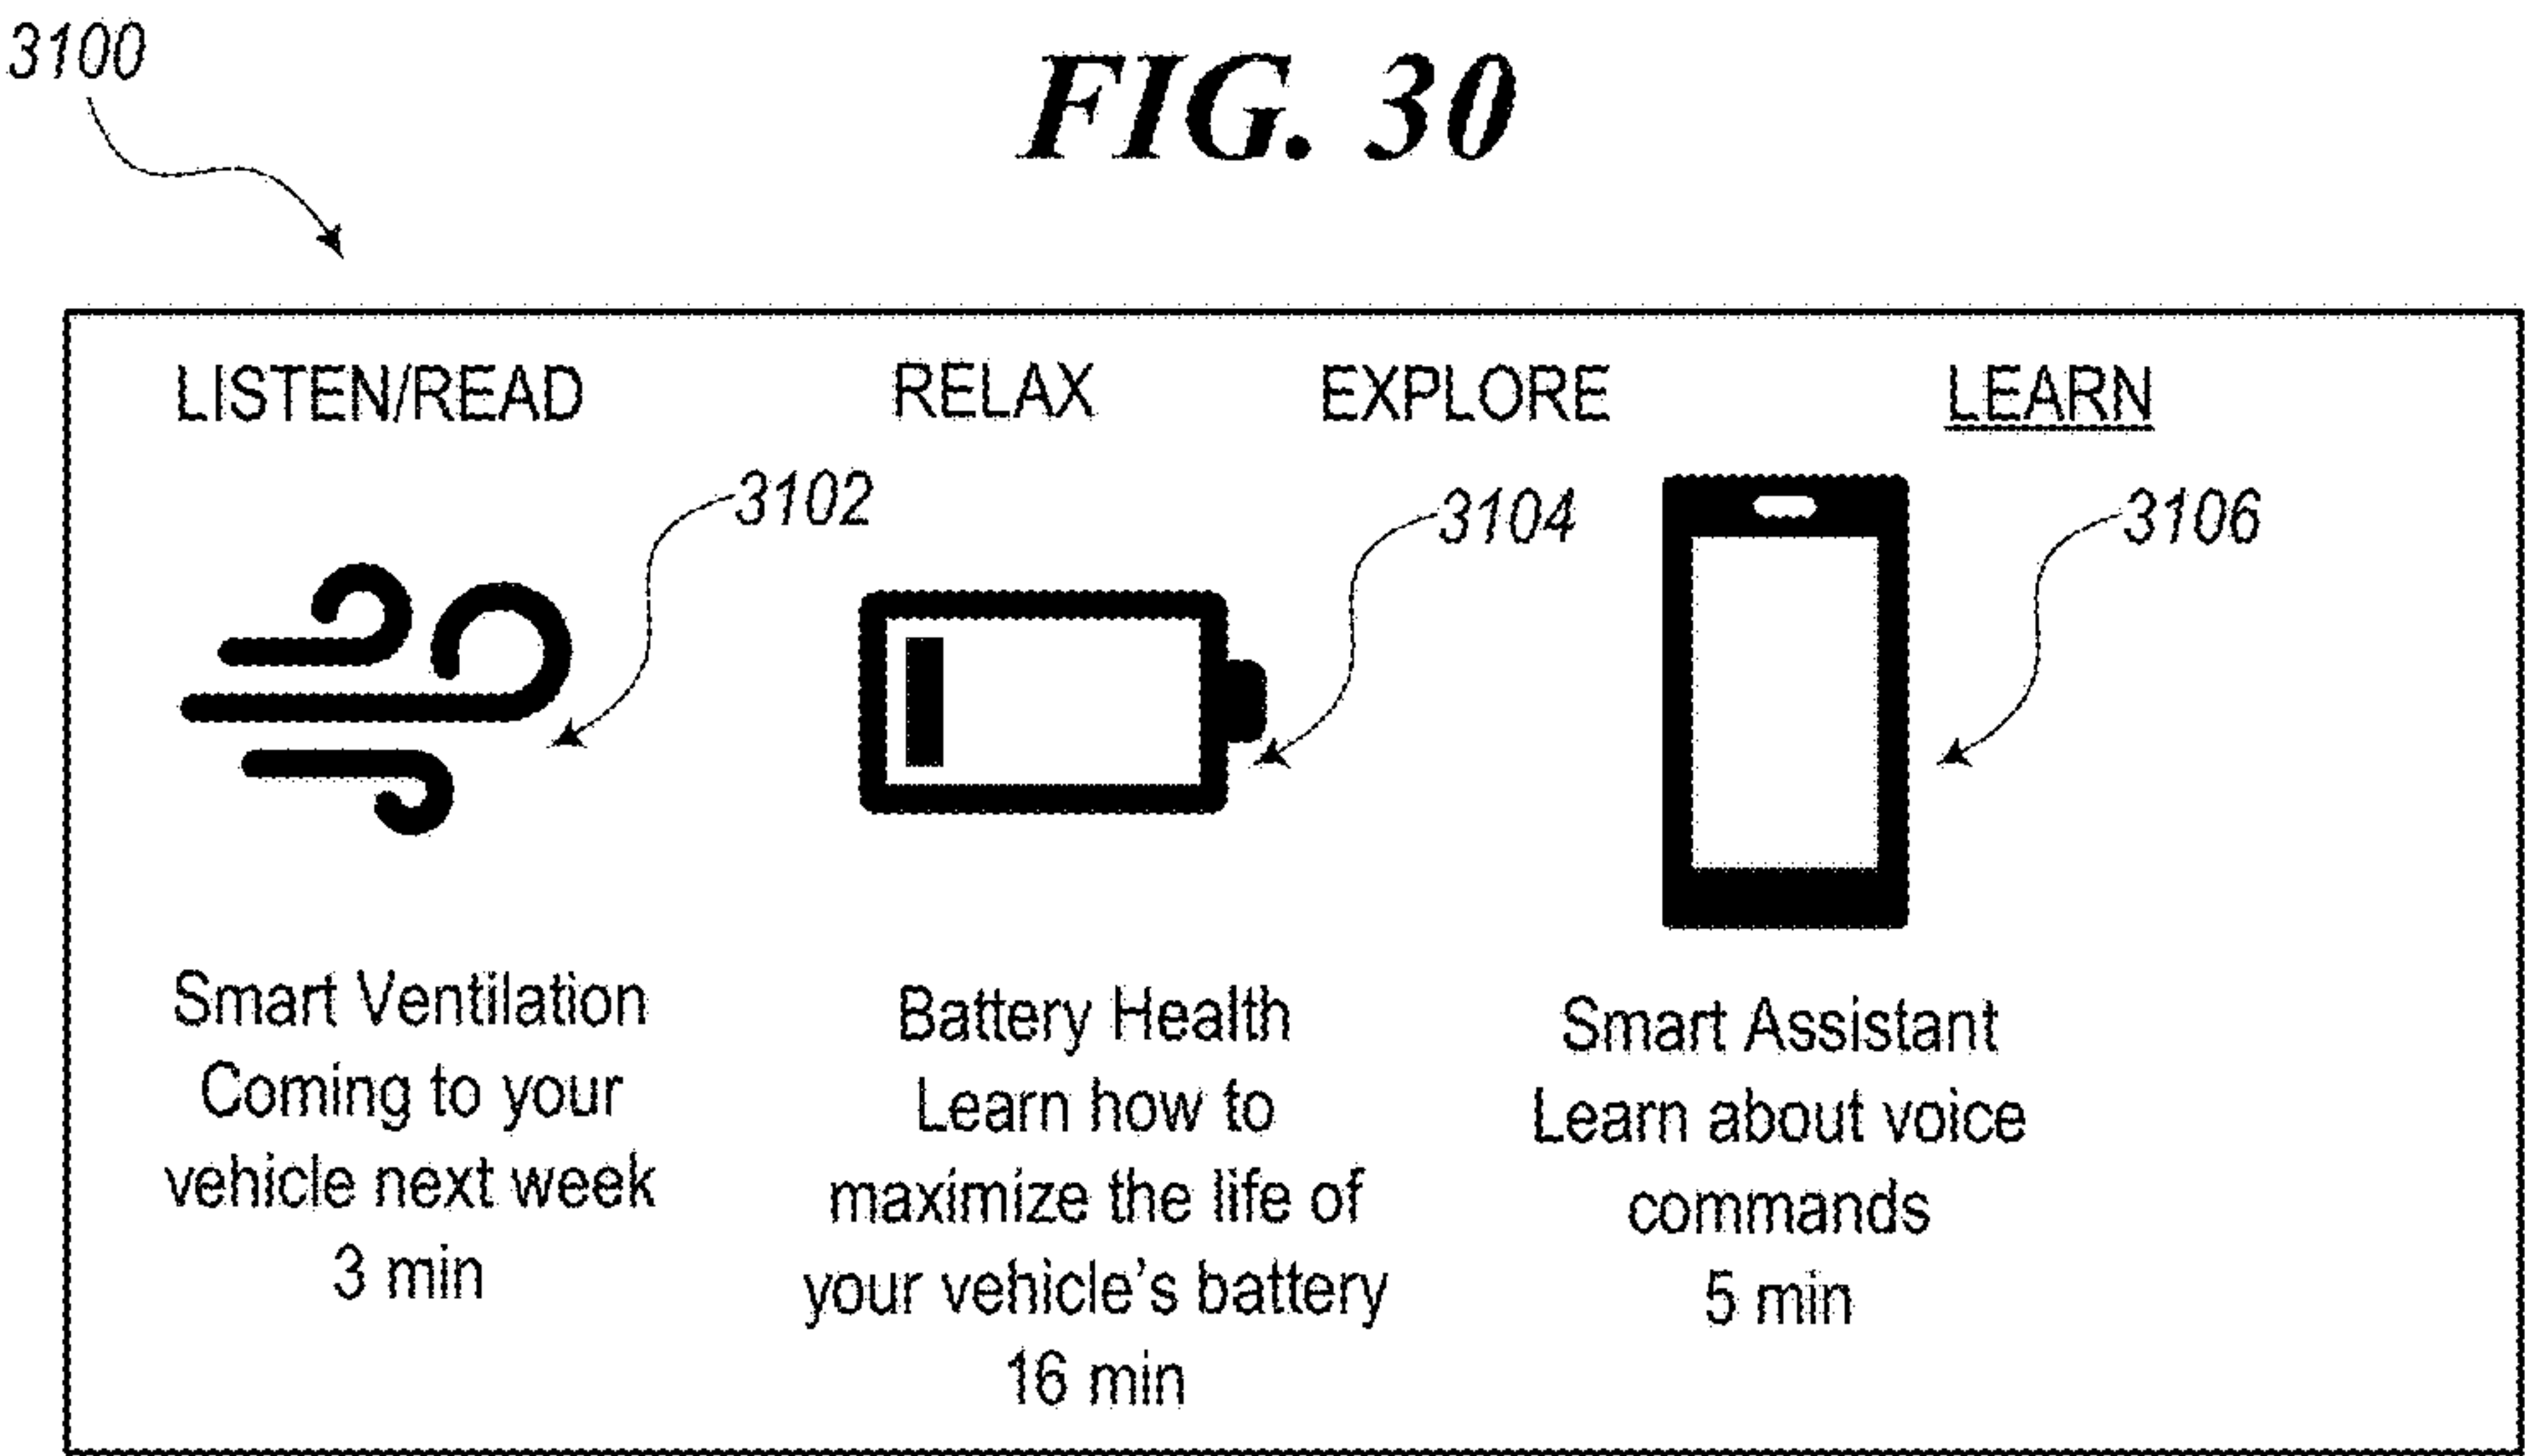 3100
FIG. 30
LISTEN/READ RELAX EXPLORE LEARN
3102
3104
3106
Smart Ventilation
Coming to your
vehicle next week
3 min
Battery Health
Learn how to
maximize the life of
your vehicle's battery
16 min
Smart Assistant
Learn about voice
commands
5 min